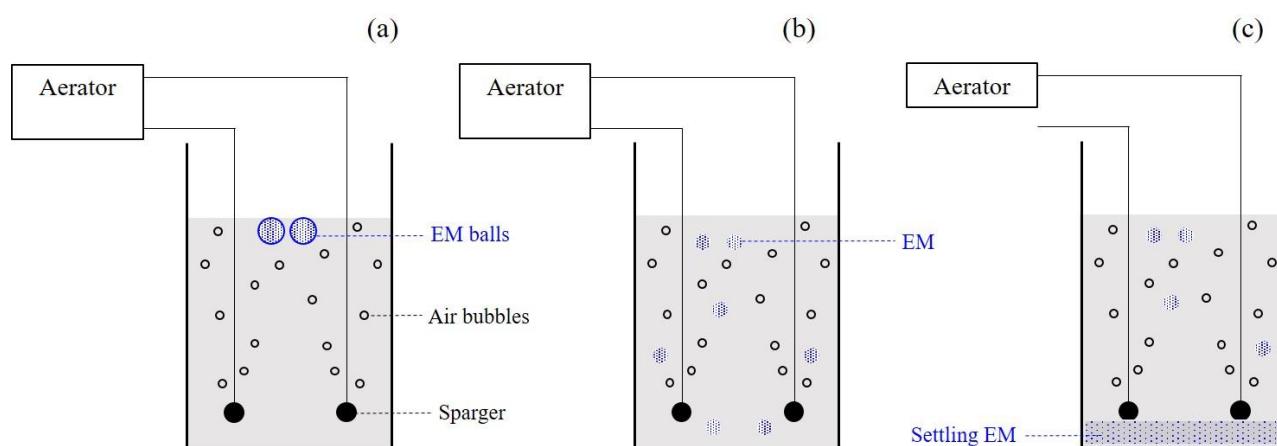 (a)
(b)
(c)
Aerator
Aerator
Aerator
EM balls
EM
Air bubbles
Sparger
Settling EM